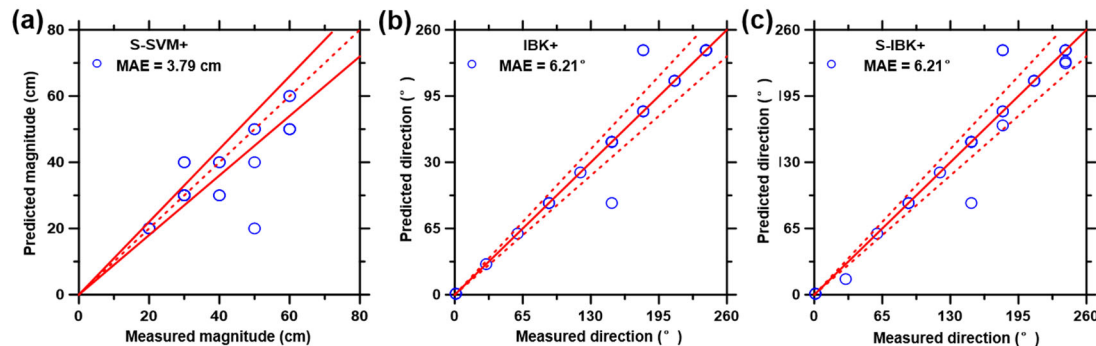 (a)
S-SVM+
MAE = 3.79 cm
Predicted magnitude (cm)
80
60
40
20
0
0 20 40 60 80
Measured magnitude (cm)
(b)
IBK+
MAE = 6.21°
Predicted direction (°)
260
95
30
65
0
0 65 130 195 260
Measured direction (°)
(c)
S-IBK+
MAE = 6.21°
Predicted direction (°)
260
195
130
65
0
0 65 130 195 260
Measured direction (°)